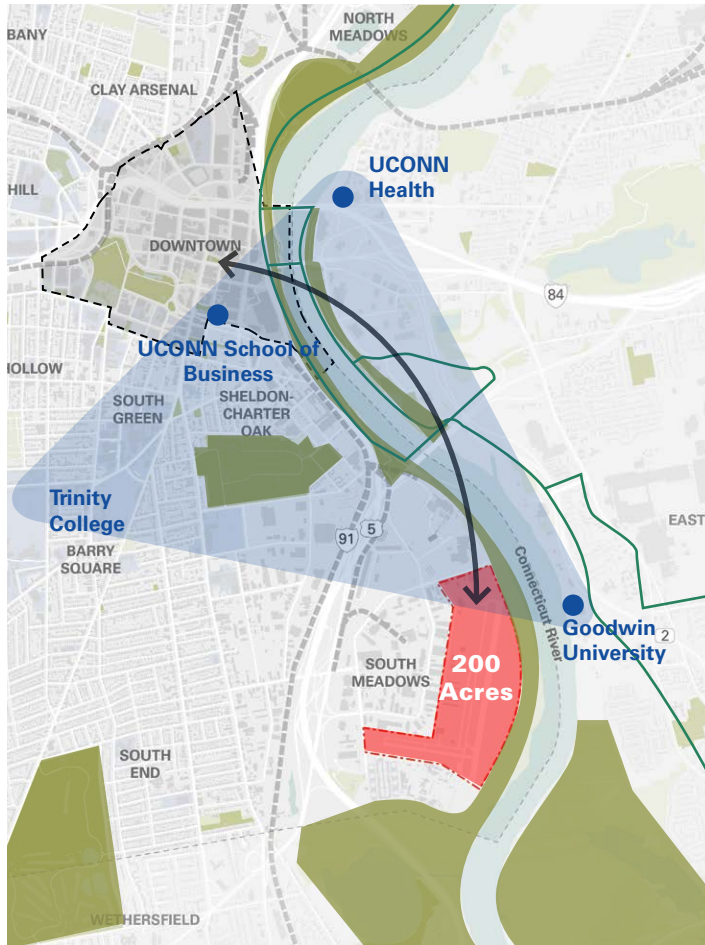 NORTH
MEADOWS
BANY
CLAY ARSENAL
UCONN
Health
HILL
DOWNTOWN
84
UCONN School of
Business
HOLLOW
SOUTH
GREEN
SHELDON-
CHARTER
OAK
Trinity
College
91
5
EAST
BARRY
SQUARE
Connecticut River
Goodwin
University
2
SOUTH
MEADOWS
200
Acres
SOUTH
END
WETHERSFIELD